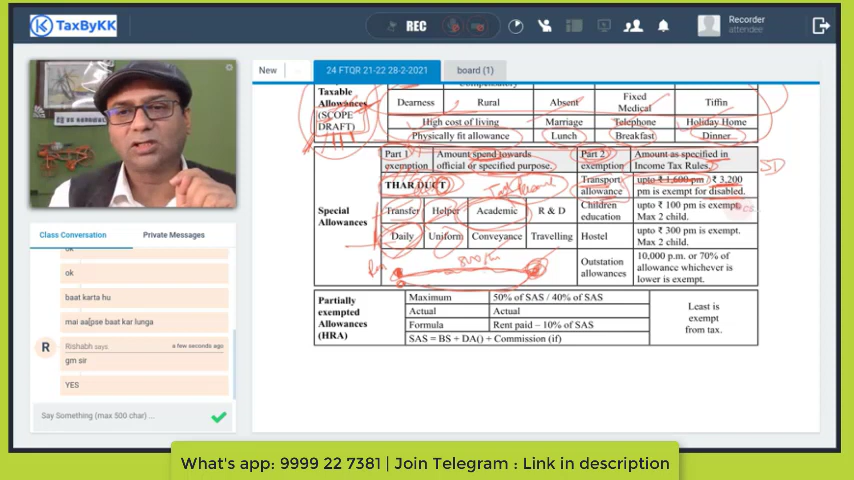 TaxByKK
REC
Recorder
attendee
New
24 FTQR 21-22 28-2-2021
board (1)
Class Conversation
Private Messages
ok
ok
baat karta hu
mai aapse baat kar lunga
R
Rishabh says
a few seconds ago
gm sir
YES
Say Something (max 500 char) ...
Taxable
Allowances
(SCOPE
DRAFT)
Dearness
Rural
Absent
Fixed
Medical
Tiffin
High cost of living
Marriage
Telephone
Holiday Home
Physically fit allowance
Lunch
Breakfast
Dinner
Special
Allowances
Part 1
exemption
Amount spend towards
official or specified purpose.
Part 2
exemption
Amount as specified in
Income Tax Rules.
SD
THAR DUCT
Transport
allowance
upto ₹ 1,600 pm ₹ 3,200
pm is exempt for disabled.
Transfer
Helper
Academic
R & D
Children
education
upto ₹ 100 pm is exempt.
Max 2 child.
Daily
Uniform
Conveyance
Travelling
Hostel
upto ₹ 300 pm is exempt.
Max 2 child.
Outstation
allowances
10,000 p.m. or 70% of
allowance whichever is
lower is exempt.
Partially
exempted
Allowances
(HRA)
Maximum
50% of SAS / 40% of SAS
Actual
Actual
Formula
Rent paid – 10% of SAS
SAS = BS + DA() + Commission (if)
Least is
exempt
from tax.
What's app: 9999 22 7381 | Join Telegram : Link in description